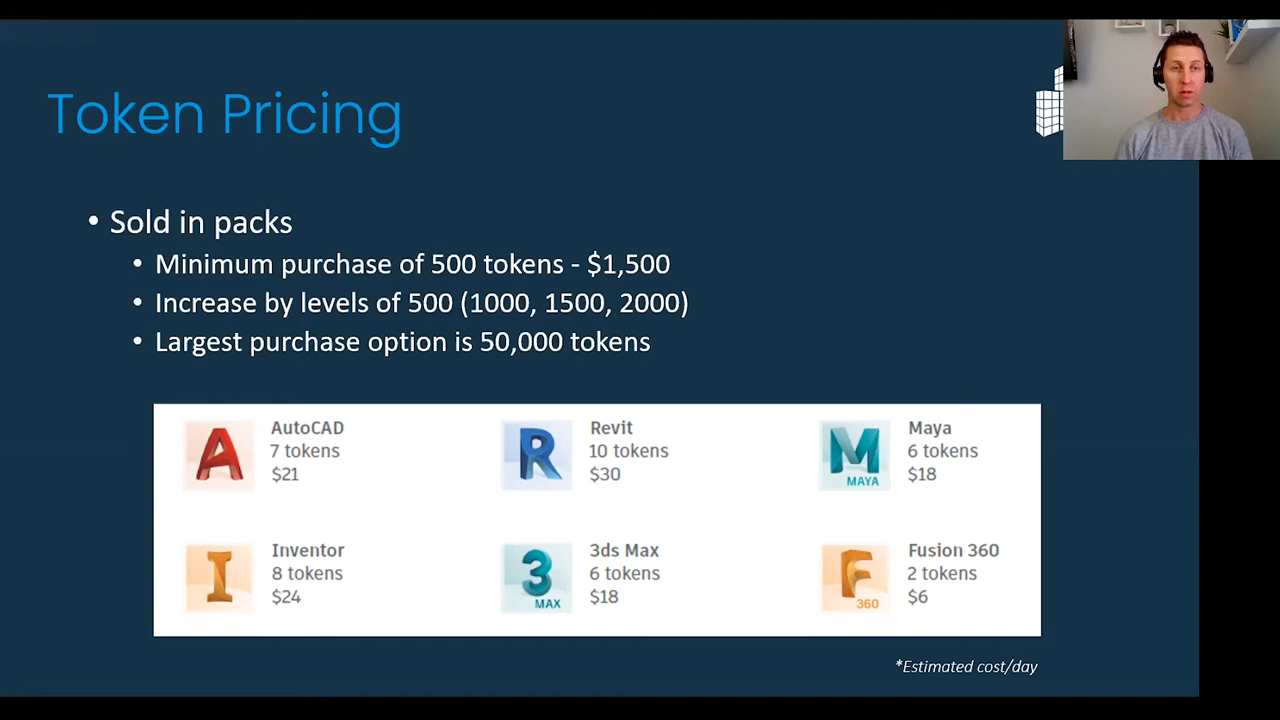 Token Pricing
• Sold in packs
• Minimum purchase of 500 tokens - $1,500
• Increase by levels of 500 (1000, 1500, 2000)
• Largest purchase option is 50,000 tokens
AutoCAD
7 tokens
$21
Revit
10 tokens
$30
Maya
6 tokens
$18
MAYA
Inventor
8 tokens
$24
3ds Max
6 tokens
$18
3
MAX
Fusion 360
2 tokens
$6
360
*Estimated cost/day